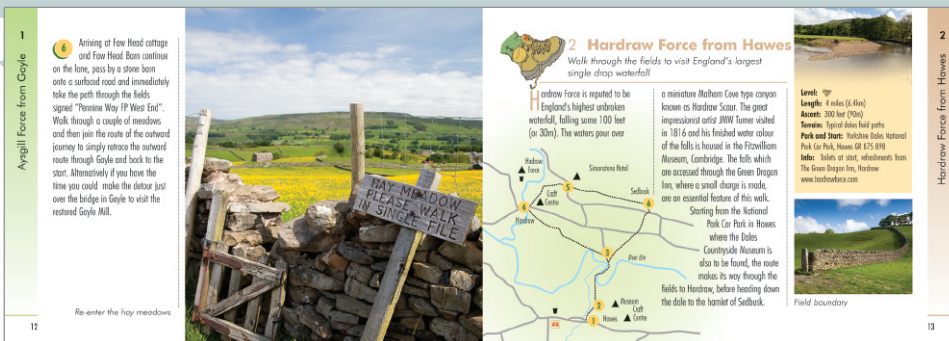 1
Aysgill Force from Gayle
6
Arriving at Faw Head cottage
and Faw Head Barn continue
on the lane, pass by a stone barn
onto a surfaced road and immediately
take the path through the fields
signed "Pennine Way FP West End".
Walk through a couple of meadows
and then join the route of the outward
journey to simply retrace the outward
route through Gayle and back to the
start. Alternatively if you have the
time you could make the detour just
over the bridge in Gayle to visit the
restored Gayle Mill.
Re-enter the hay meadows
12
HAY MEADOW
PLEASE WALK
IN SINGLE
FILE
2 Hardraw Force from Hawes
Walk through the fields to visit England's largest
single drop waterfall
Hardraw Force is reputed to be
England's highest unbroken
waterfall, falling some 100 feet
(or 30m). The waters pour over
a miniature Malham Cove type canyon
known as Hardraw Scaur. The great
impressionist artist JMW Turner visited
in 1816 and his finished water colour
of the falls is housed in the Fitzwilliam
Museum, Cambridge. The falls which
are accessed through the Green Dragon
Inn, where a small charge is made,
are an essential feature of this walk.
Starting from the National
Park Car Park in Hawes
where the Dales
Countryside Museum is
also to be found, the route
makes its way through the
fields to Hardraw, before heading down
the dale to the hamlet of Sedbusk.
Hadraw
Force
Simonstone Hotel
5
Craft
Centre
Sedbusk
4
6
Hardraw
3
River Ure
2
Museum
Craft
Centre
1
Hawes
Level:
Length: 4 miles (6.4km)
Ascent: 300 feet (90m)
Terrain: Typical dales field paths
Park and Start: Yorkshire Dales National
Park Car Park, Hawes GR 875 898
Info: Toilets at start, refreshments from
The Green Dragon Inn, Hardraw
www.hardrawforce.com
Field boundary
2
Hardraw Force from Hawes
13